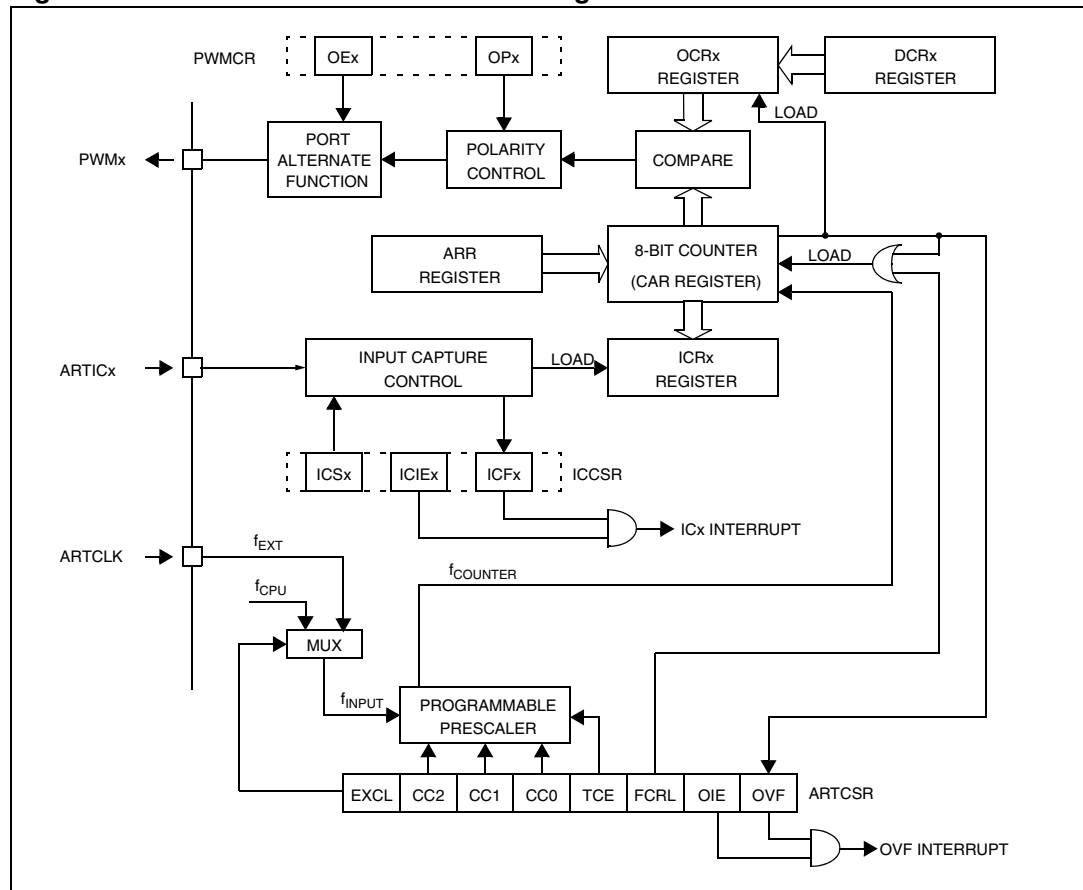 PWMCR
OEx
OPx
OCRx
REGISTER
DCRx
REGISTER
LOAD
PWMx
PORT
ALTERNATE
FUNCTION
POLARITY
CONTROL
COMPARE
ARR
REGISTER
8-BIT COUNTER
(CAR REGISTER)
LOAD
ARTICx
INPUT CAPTURE
CONTROL
LOAD
ICRx
REGISTER
ICSx
ICIEx
ICFx
ICCSR
ICx INTERRUPT
ARTCLK
fEXT
fCPU
fCOUNTER
MUX
fINPUT
PROGRAMMABLE
PRESCALER
EXCL
CC2
CC1
CC0
TCE
FCRL
OIE
OVF
ARTCSR
OVF INTERRUPT